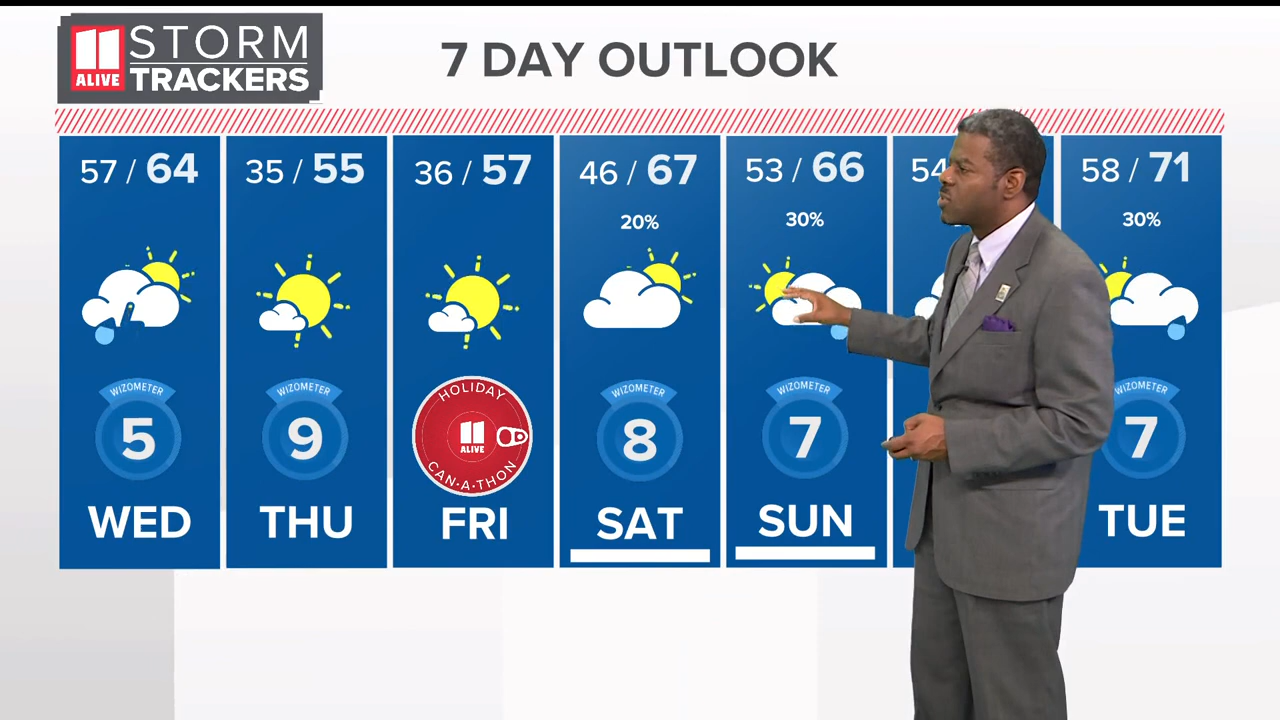 STORM
TRACKERS
11
ALIVE
7 DAY OUTLOOK
57 / 64
35 / 55
36 / 57
46 / 67
53 / 66
54
58 / 71
20%
30%
30%
WIZOMETER
WIZOMETER
HOLIDAY
WIZOMETER
WIZOMETER
WIZOMETER
5
9
11
ALIVE
8
7
7
CAN-A-THON
WED
THU
FRI
SAT
SUN
TUE